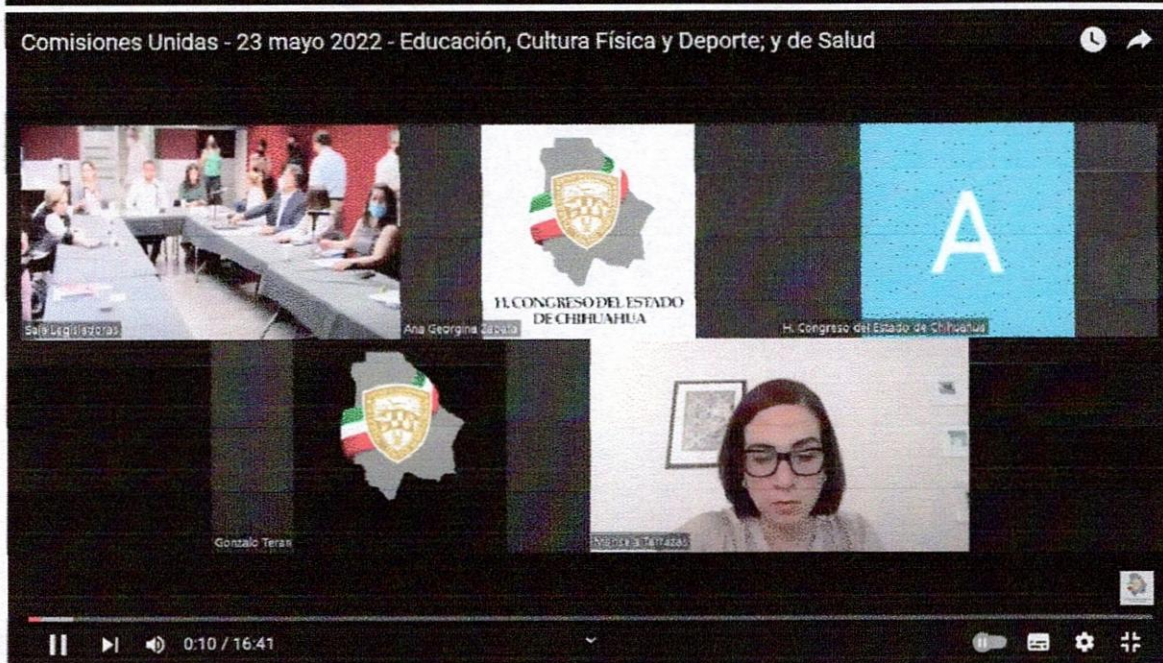 Comisiones Unidas - 23 mayo 2022 - Educación, Cultura Física y Deporte; y de Salud
H. CONGRESO DEL ESTADO
DE CHIHUAHUA
A
Sala Legisladoras
Ana Georgina Zapata
H. Congreso del Estado de Chihuahua
Gonzalo Teran
Terrazas
0:10 / 16:41